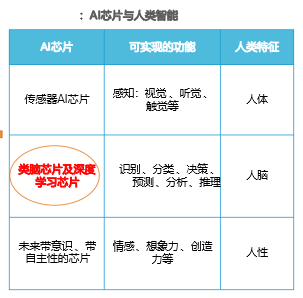 ：AI芯片与人类智能
AI芯片
可实现的功能
人类特征
传感器AI芯片
感知：视觉、听觉、
触觉等
人体
类脑芯片及深度
学习芯片
识别、分类、决策、
预测、分析、推理
人脑
未来带意识、带
自主性的芯片
情感、想象力、创造
力等
人性